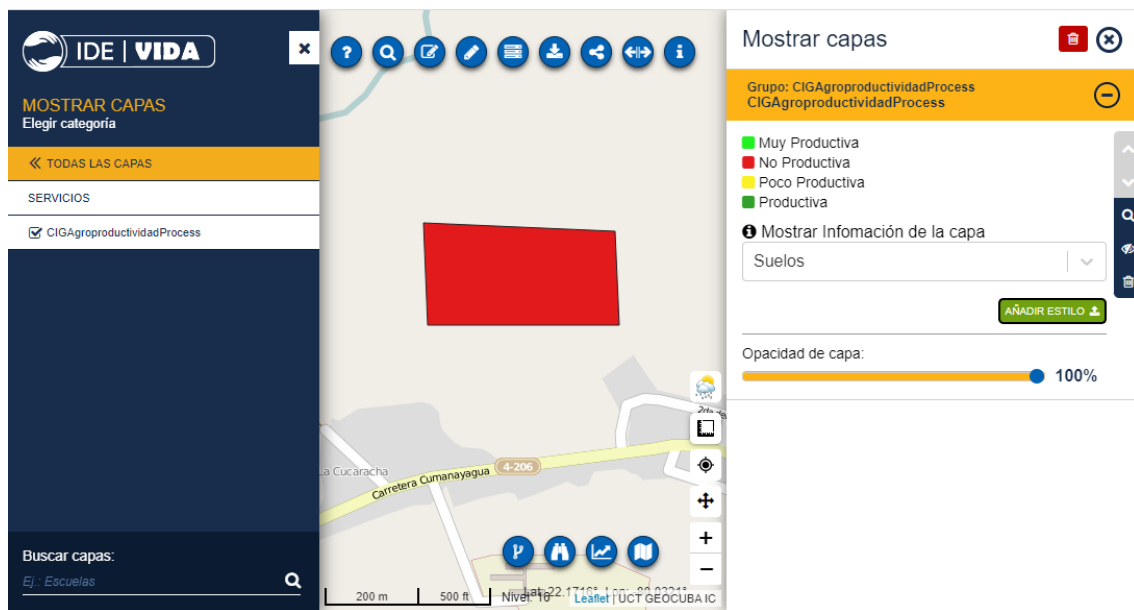 IDE | VIDA
MOSTRAR CAPAS
Elegir categoría
TODAS LAS CAPAS
SERVICIOS
CIGAgroproductividadProcess
Buscar capas:
Ej.: Escuelas
La Cucaracha
Carretera Cumanayagua
4-206
2da de
200 m
500 ft
Nivel: 16
Leaflet | UCT GEOCUBA IC
Mostrar capas
Grupo: CIGAgroproductividadProcess
CIGAgroproductividadProcess
Muy Productiva
No Productiva
Poco Productiva
Productiva
Mostrar Infomación de la capa
Suelos
AÑADIR ESTILO
Opacidad de capa:
100%